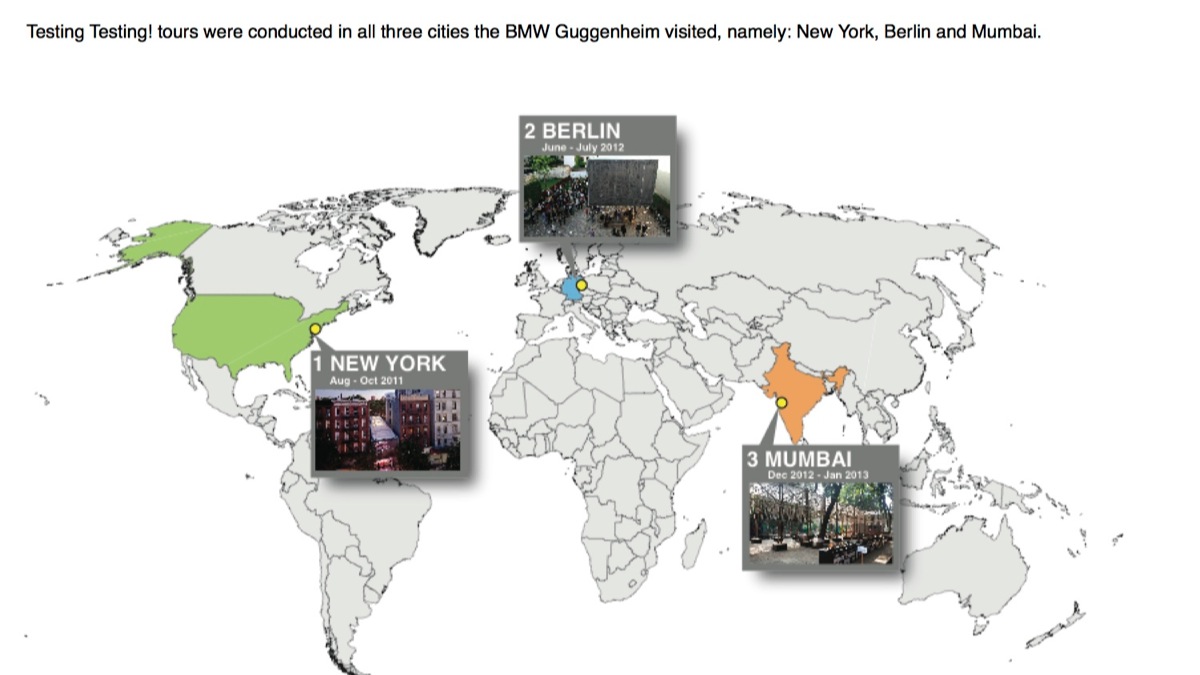 Testing Testing! tours were conducted in all three cities the BMW Guggenheim visited, namely: New York, Berlin and Mumbai.
2 BERLIN
June - July 2012
1 NEW YORK
Aug - Oct 2011
3 MUMBAI
Dec 2012 - Jan 2013